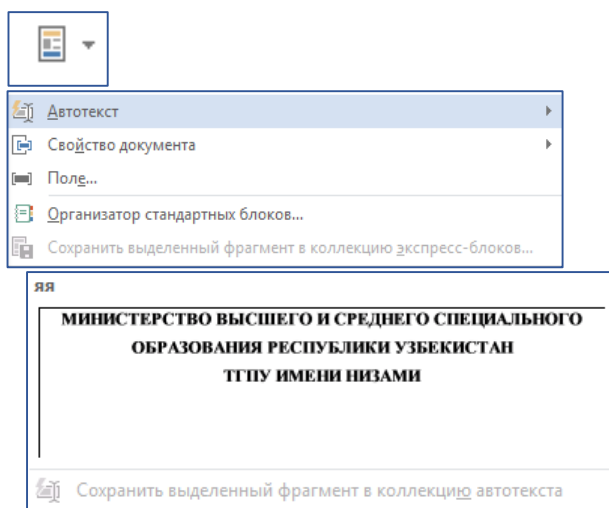 Автотекст
Свойство документа
Поле...
Организатор стандартных блоков...
Сохранить выделенный фрагмент в коллекцию экспресс-блоков...
яя
МИНИСТЕРСТВО ВЫСШЕГО И СРЕДНЕГО СПЕЦИАЛЬНОГО
ОБРАЗОВАНИЯ РЕСПУБЛИКИ УЗБЕКИСТАН
ТГПУ ИМЕНИ НИЗАМИ
Сохранить выделенный фрагмент в коллекцию автотекста